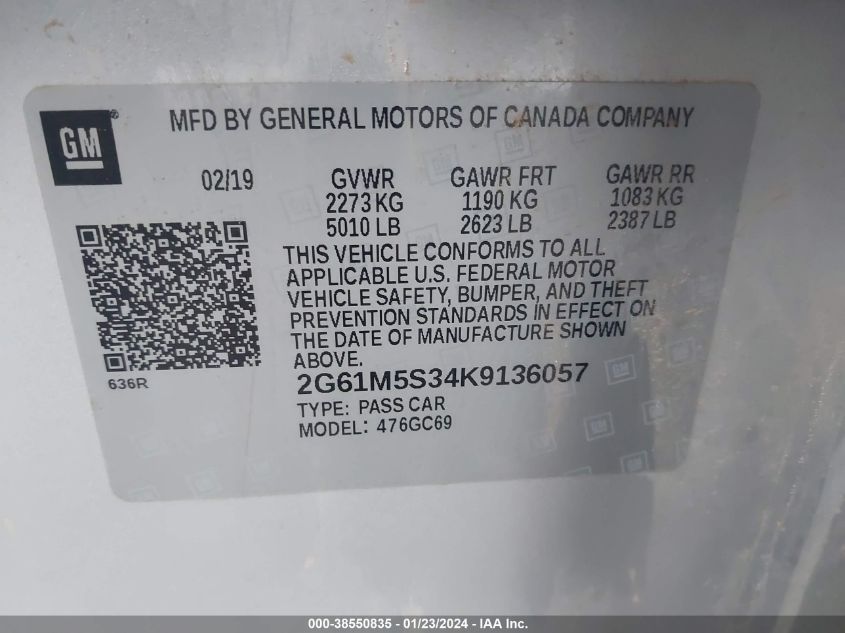 GM®
MFD BY GENERAL MOTORS OF CANADA COMPANY
02/19 GVWR GAWR FRT GAWR RR
2273 KG 1190 KG 1083 KG
5010 LB 2623 LB 2387 LB
THIS VEHICLE CONFORMS TO ALL
APPLICABLE U.S. FEDERAL MOTOR
VEHICLE SAFETY, BUMPER, AND THEFT
PREVENTION STANDARDS IN EFFECT ON
THE DATE OF MANUFACTURE SHOWN
ABOVE.
636R
2G61M5S34K9136057
TYPE: PASS CAR
MODEL: 476GC69
000-38550835 - 01/23/2024 - IAA Inc.